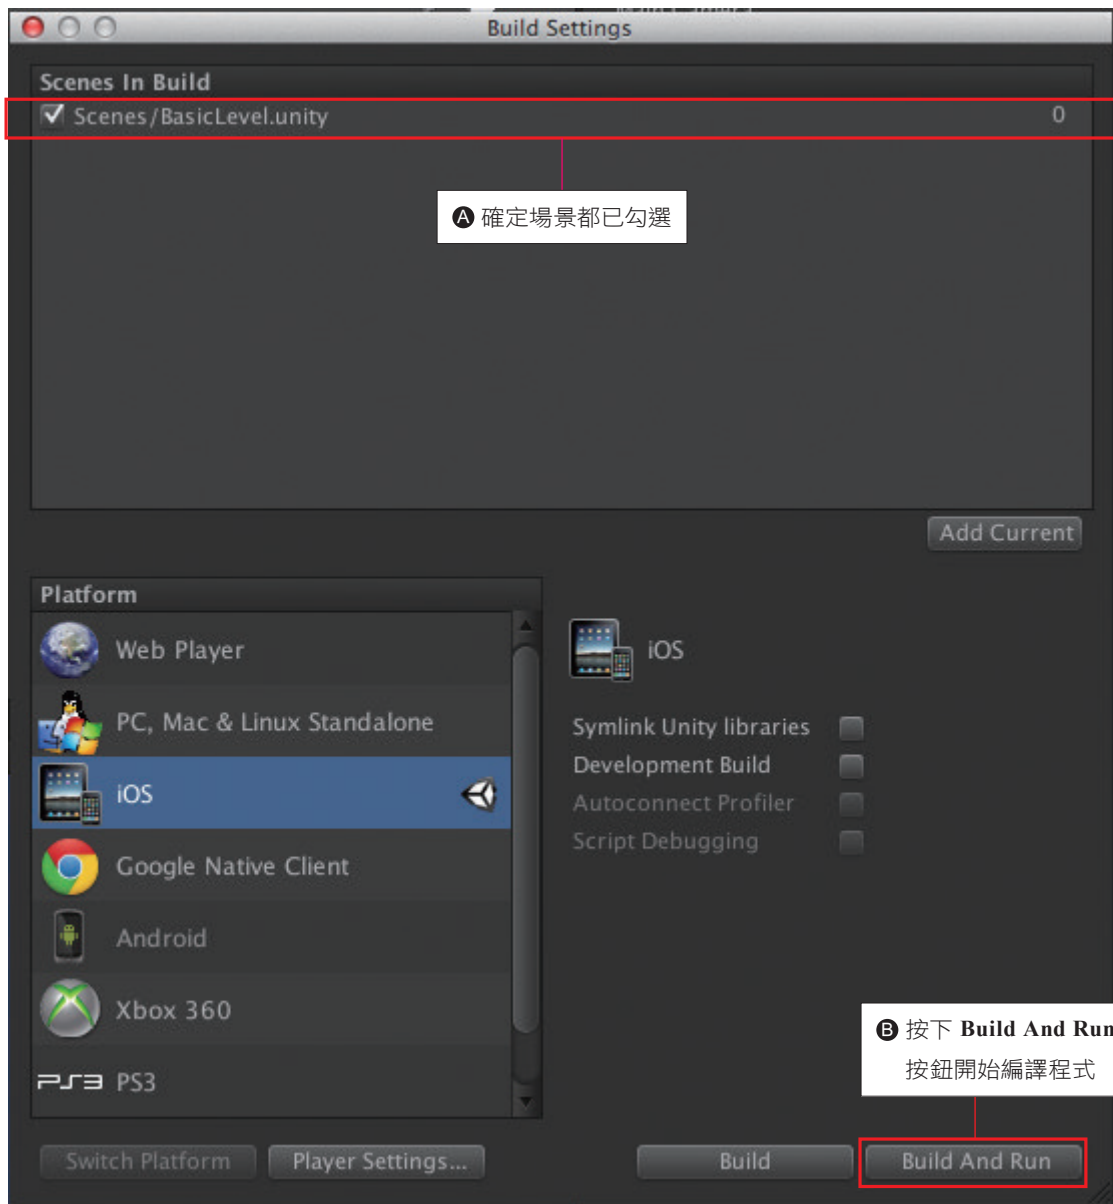 Build Settings
Scenes In Build
Scenes/BasicLevel.unity 0
A 確定場景都已勾選
Add Current
Platform
Web Player
PC, Mac & Linux Standalone
iOS
Google Native Client
Android
Xbox 360
PS3 PS3
iOS
Symlink Unity libraries
Development Build
Autoconnect Profiler
Script Debugging
B 按下 Build And Run
按鈕開始編譯程式
Switch Platform Player Settings... Build Build And Run